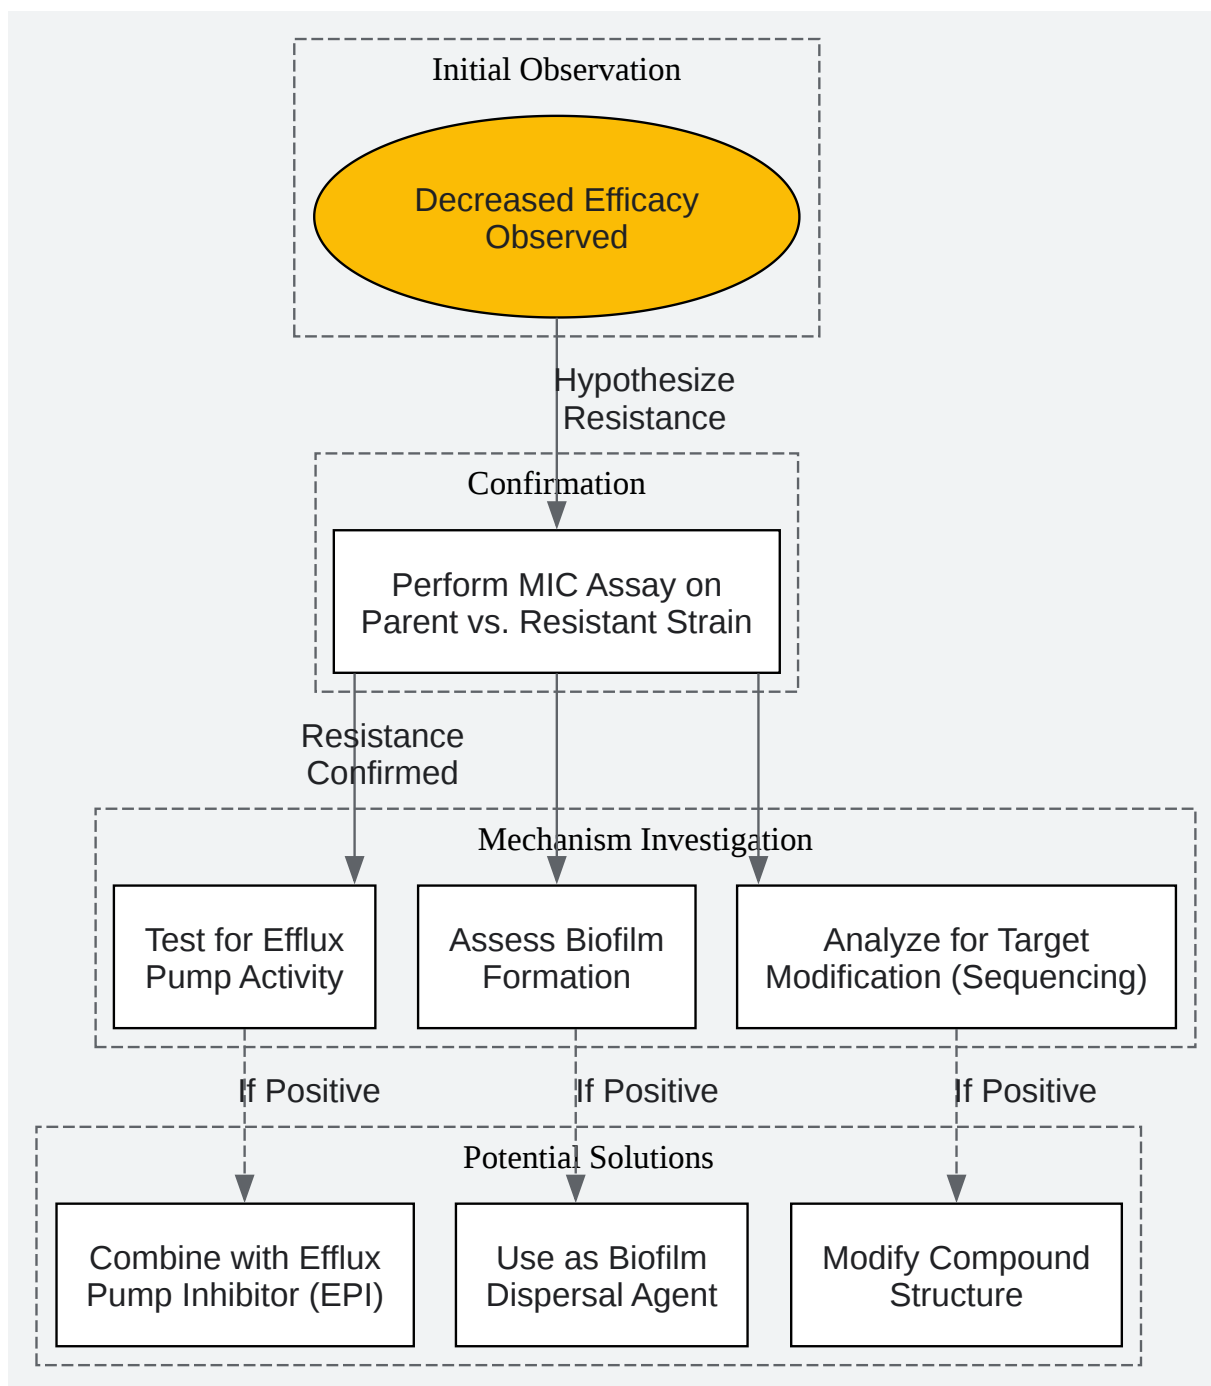 Initial Observation
Decreased Efficacy
Observed
Hypothesize
Resistance
Confirmation
Perform MIC Assay on
Parent vs. Resistant Strain
Resistance
Confirmed
Mechanism Investigation
Test for Efflux
Pump Activity
Assess Biofilm
Formation
Analyze for Target
Modification (Sequencing)
If Positive
If Positive
If Positive
Potential Solutions
Combine with Efflux
Pump Inhibitor (EPI)
Use as Biofilm
Dispersal Agent
Modify Compound
Structure